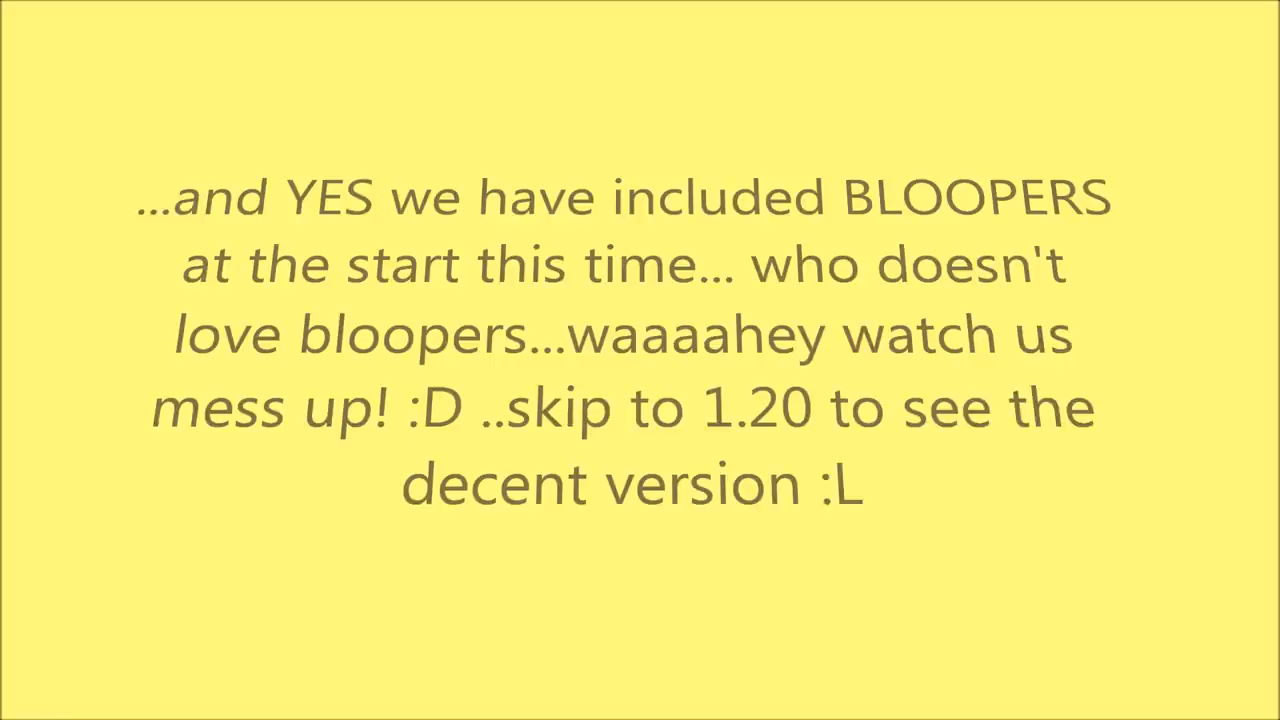 ...and YES we have included BLOOPERS
at the start this time... who doesn't
love bloopers...waaaahey watch us
mess up! :D ..skip to 1.20 to see the
decent version :L